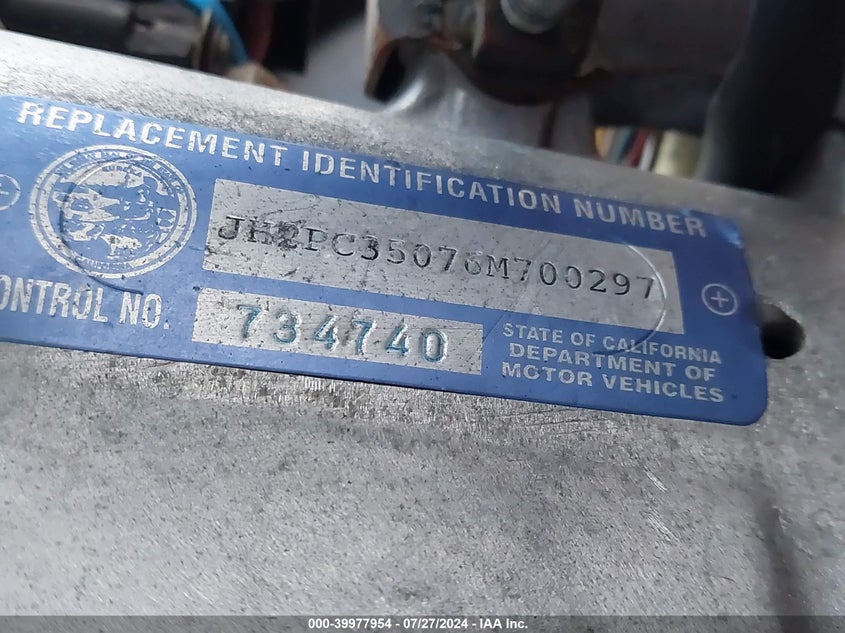 REPLACEMENT IDENTIFICATION NUMBER
JH2PC35076M700297
ONTROL NO.
734740
STATE OF CALIFORNIA
DEPARTMENT OF
MOTOR VEHICLES
000-39977954 / 07/27/2024 - IAA Inc.